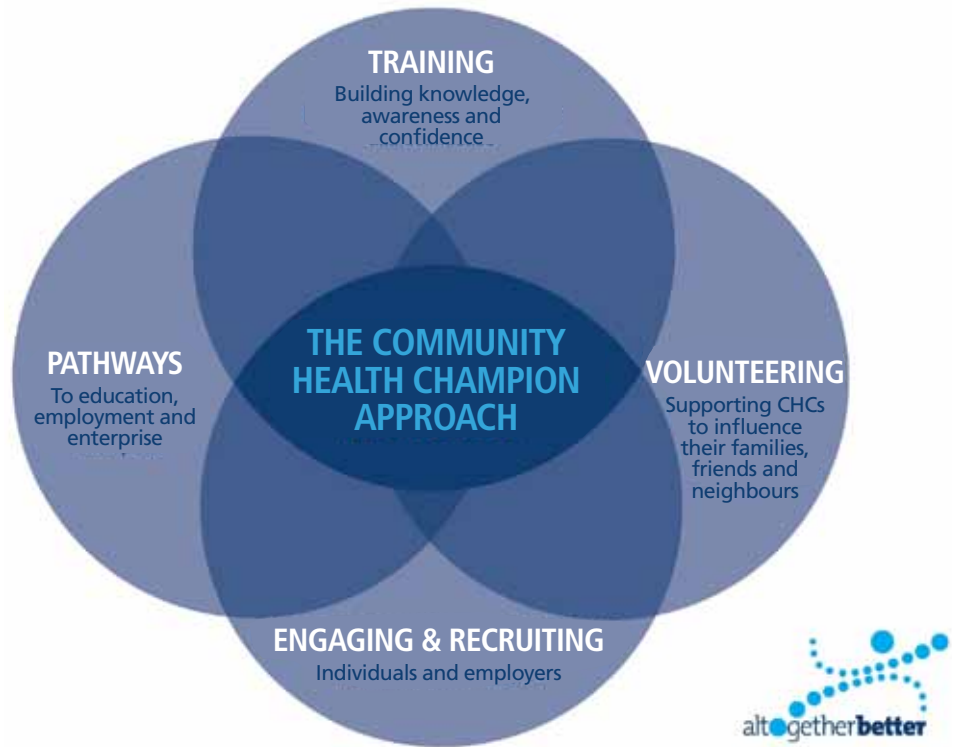 TRAINING
Building knowledge,
awareness and
confidence
PATHWAYS
To education,
employment and
enterprise
THE COMMUNITY
HEALTH CHAMPION
APPROACH
VOLUNTEERING
Supporting CHCs
to influence
their families,
friends and
neighbours
ENGAGING & RECRUITING
Individuals and employers
altogetherbetter